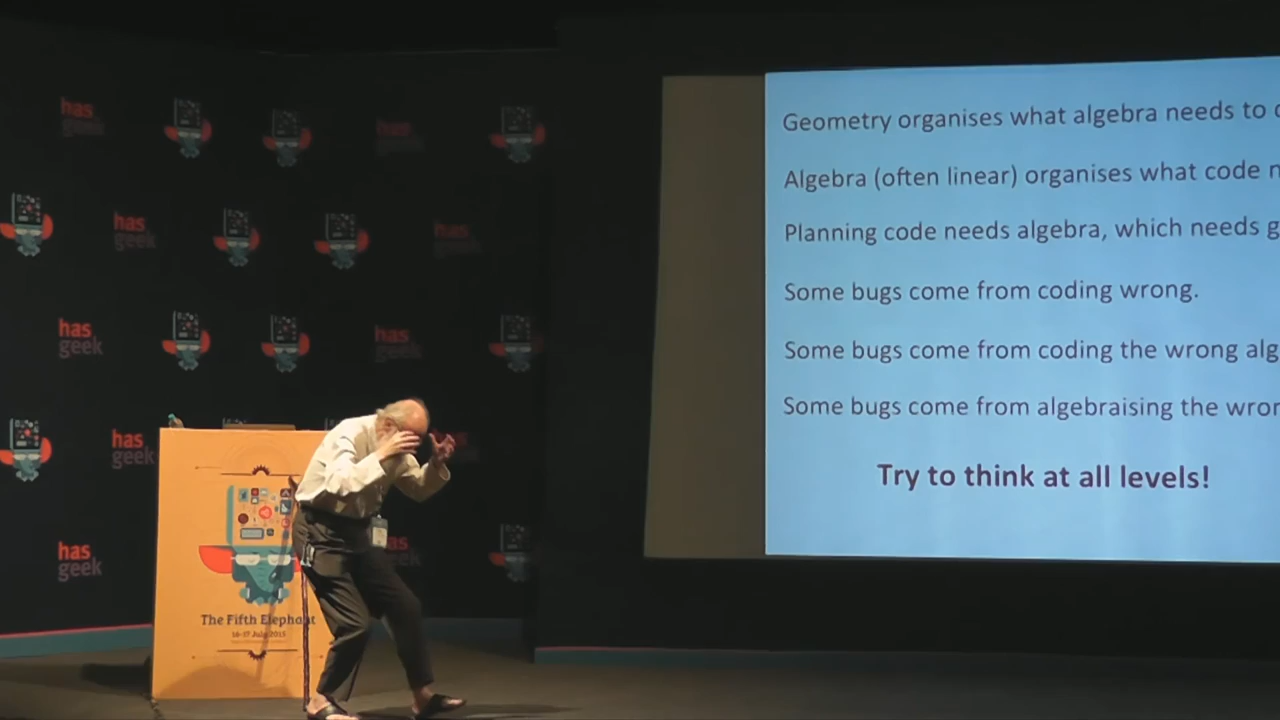 has
geek
has
geek
has
geek
has
geek
has
geek
has
geek
has
geek
has
geek
Geometry organises what algebra needs to
Algebra (often linear) organises what code
Planning code needs algebra, which needs
Some bugs come from coding wrong.
Some bugs come from coding the wrong alg
Some bugs come from algebraising the wron
Try to think at all levels!
The Fifth Elephant
16-17 July 2015